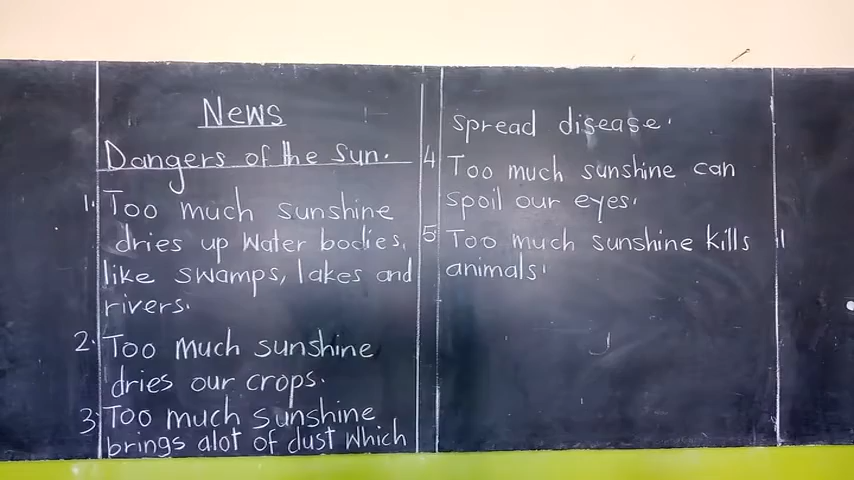 News
Dangers of the Sun.
1. Too much sunshine
dries up Water bodies,
like swamps, lakes and
rivers.
2. Too much sunshine
dries our crops.
3 Too much sunshine
brings alot of dust which
spread disease.
4 Too much sunshine can
spoil our eyes.
5 Too much sunshine kills
animals.